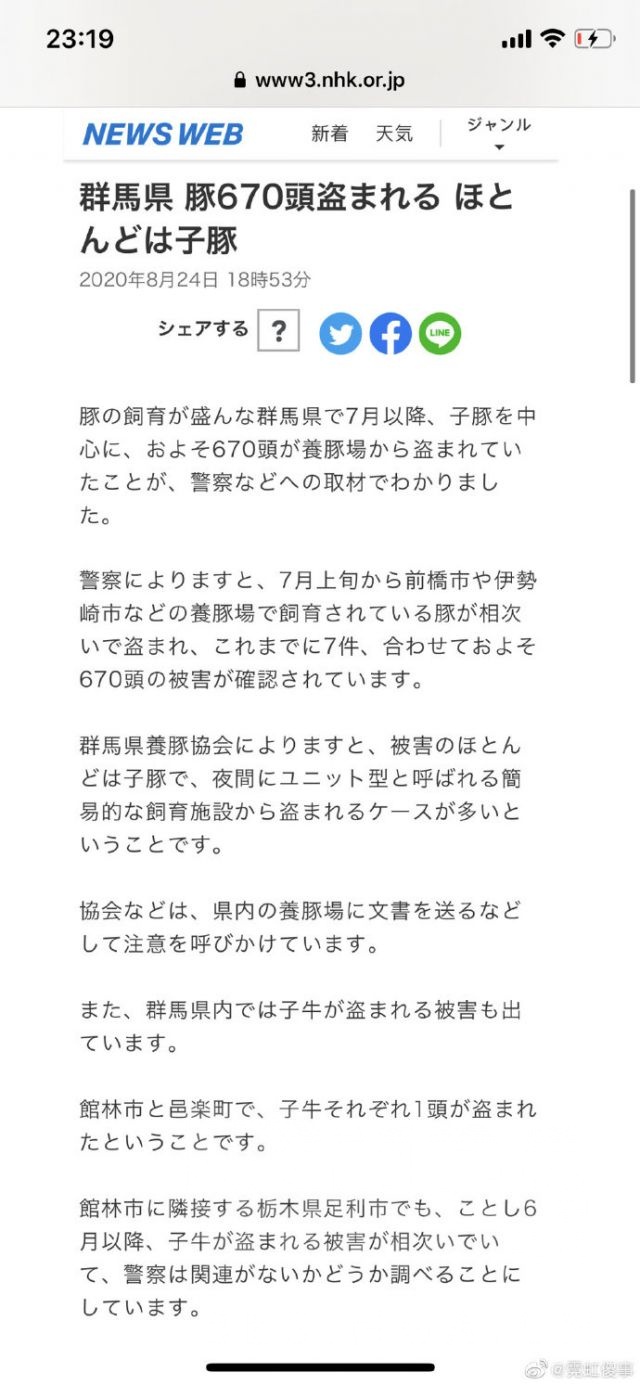 23:19
www3.nhk.or.jp
NEWS WEB 新着 天気 ジャンル
群馬県 豚670頭盗まれる ほと
んどは子豚
2020年8月24日 18時53分
シェアする ? LINE
豚の飼育が盛んな群馬県で7月以降、子豚を中
心に、およそ670頭が養豚場から盗まれてい
たことが、警察などへの取材でわかりまし
た。
警察によりますと、7月上旬から前橋市や伊勢
崎市などの養豚場で飼育されている豚が相次
いで盗まれ、これまでに7件、合わせておよそ
670頭の被害が確認されています。
群馬県養豚協会によりますと、被害のほとん
どは子豚で、夜間にユニット型と呼ばれる簡
易的な飼育施設から盗まれるケースが多いと
いうことです。
協会などは、県内の養豚場に文書を送るなど
して注意を呼びかけています。
また、群馬県内では子牛が盗まれる被害も出
ています。
館林市と邑楽町で、子牛それぞれ1頭が盗まれ
たということです。
館林市に隣接する栃木県足利市でも、ことし6
月以降、子牛が盗まれる被害が相次いでい
て、警察は関連がないかどうか調べることに
しています。
@霓虹傻事